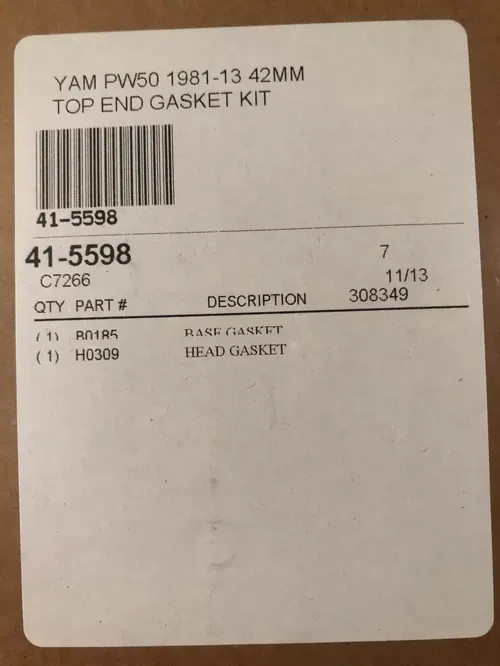 YAM PW50 1981-13 42MM
TOP END GASKET KIT
41-5598
41-5598 7
C7266 11/13
QTY PART # DESCRIPTION 308349
( 1) B0185 BASE GASKET
( 1) H0309 HEAD GASKET